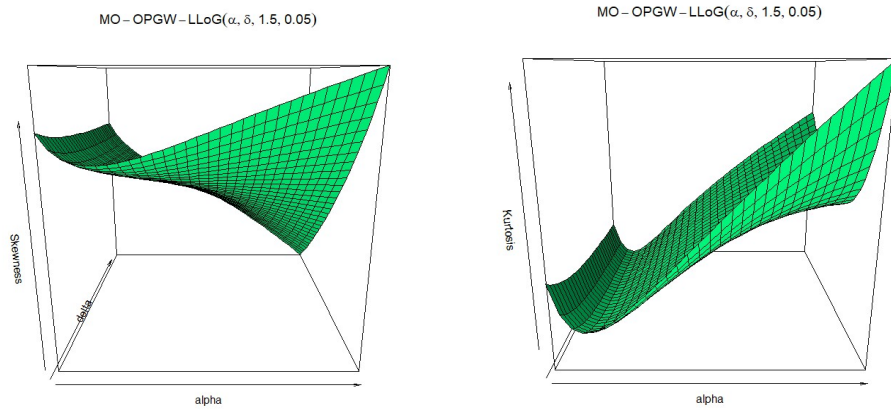 MO – OPGW – LLoG(α, δ, 1.5, 0.05)
Skewness
delta
alpha
MO – OPGW – LLoG(α, δ, 1.5, 0.05)
Kurtosis
alpha